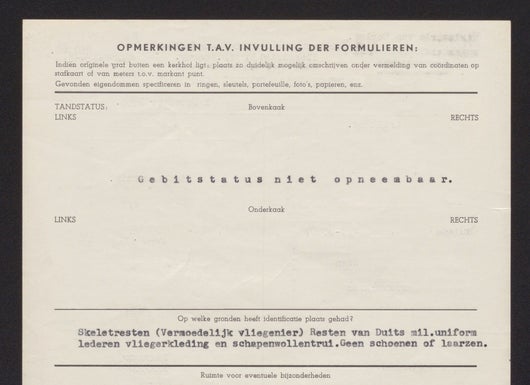 OPMERKINGEN T.A.V. INVULLING DER FORMULIEREN:
Indien originele graf buiten een kerkhof ligt: plaats zo duidelijk mogelijk omschrijven onder vermelding van coördinaten op
stafkaart of van meters t.o.v. markant punt.
Gevonden eigendommen specificeren in ringen, sleutels, portefeuille, foto's, papieren, enz.
TANDSTATUS: Bovenkaak
LINKS RECHTS
Gebitstatus niet opneembaar.
Onderkaak
LINKS RECHTS
Op welke gronden heeft identificatie plaats gehad?
Skeletresten (Vermoedelijk vliegenier) Resten van Duits mil.uniform
lederen vliegerkleding en schapenwollentrui.Geen schoenen of laarzen.
Ruimte voor eventuele bijzonderheden